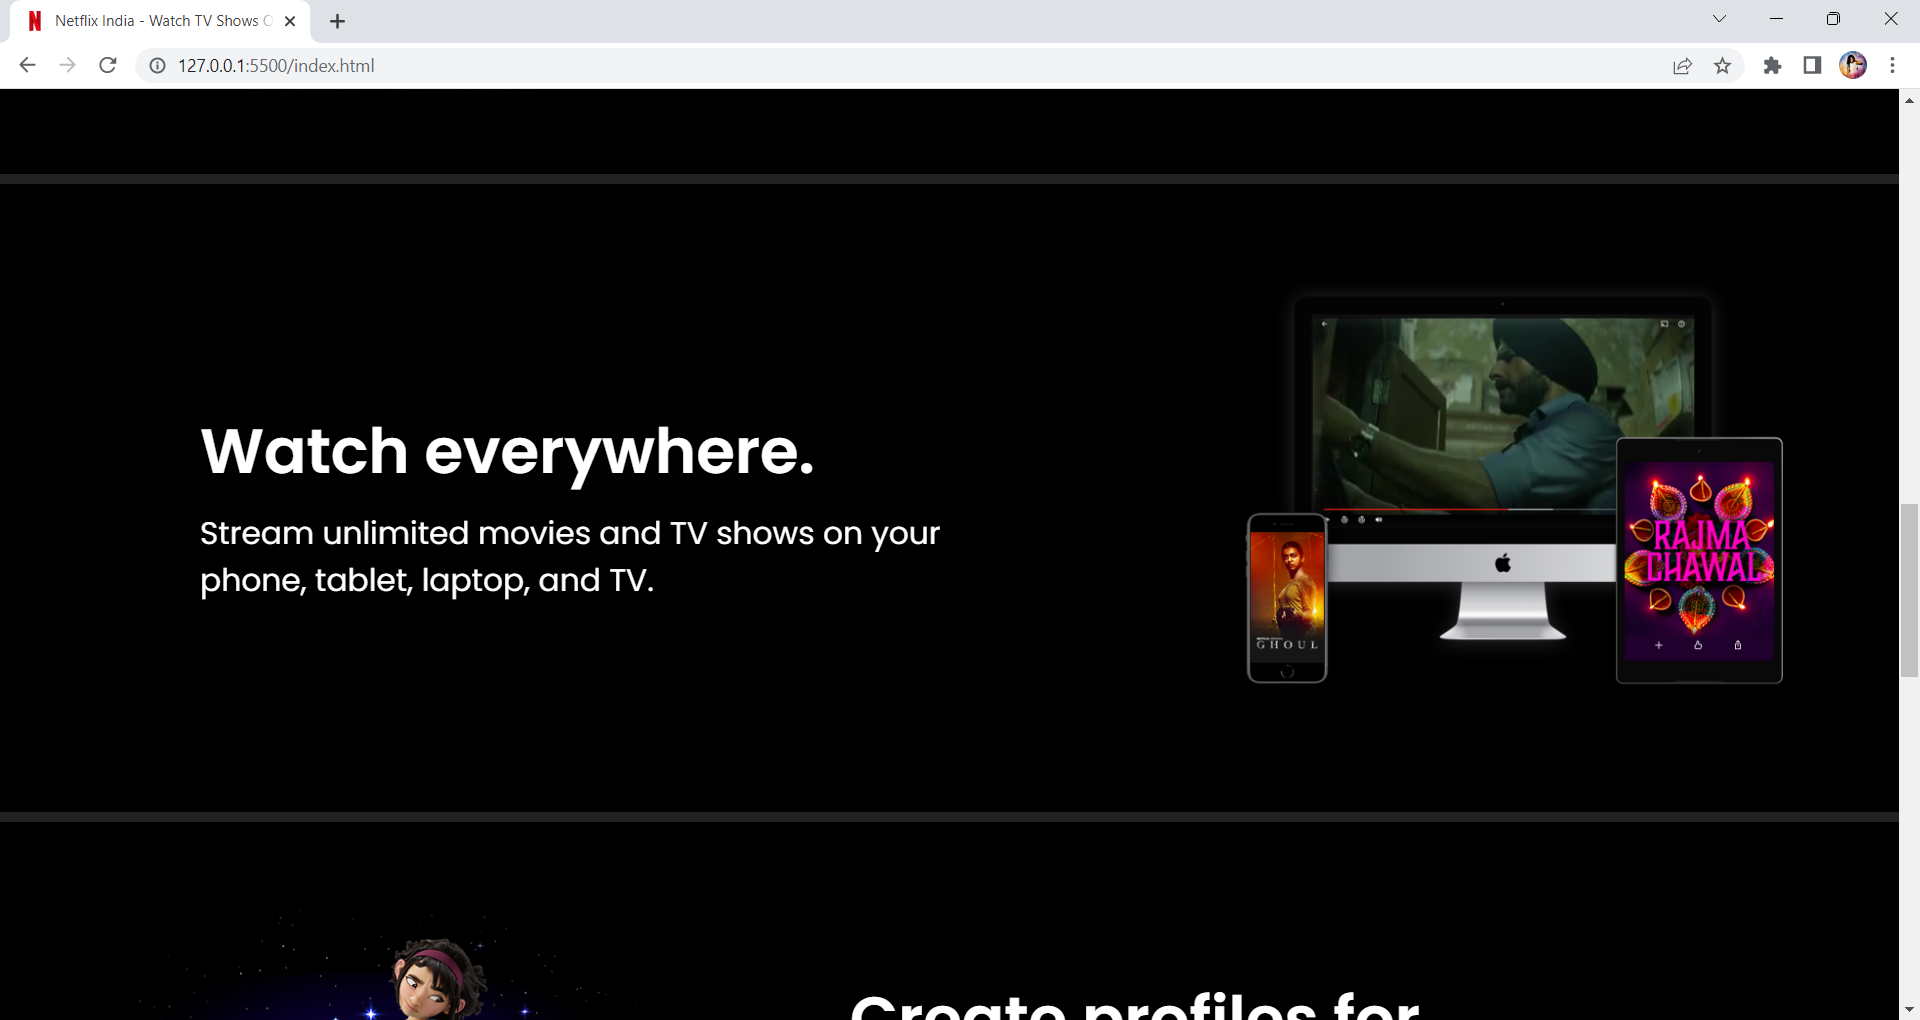 Netflix India - Watch TV Shows O
127.0.0.1:5500/index.html
Watch everywhere.
Stream unlimited movies and TV shows on your
phone, tablet, laptop, and TV.
RAJMA
CHAWAL
NETFLIX
GHOUL
Create profiles for